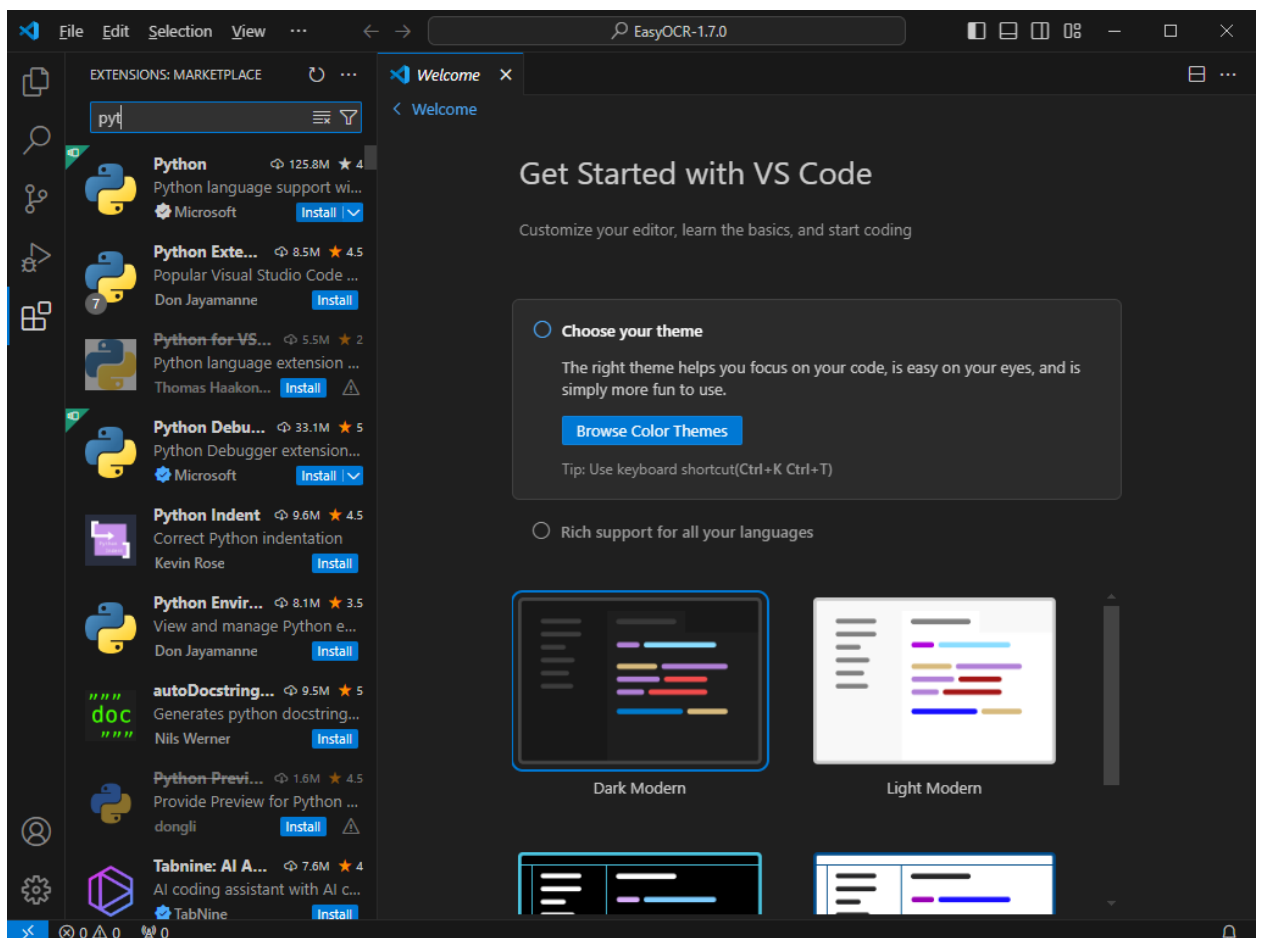 File Edit Selection View ··· EasyOCR-1.7.0
EXTENSIONS: MARKETPLACE
pyt
Python 125.8M 4
Python language support wi...
Microsoft Install
Python Exte... 8.5M 4.5
Popular Visual Studio Code ...
7
Don Jayamanne Install
Python for VS... 5.5M 2
Python language extension ...
Thomas Haakon... Install
Python Debu... 33.1M 5
Python Debugger extension...
Microsoft Install
Python Indent 9.6M 4.5
Correct Python indentation
Kevin Rose Install
Python Envir... 8.1M 3.5
View and manage Python e...
Don Jayamanne Install
autoDocstring... 9.5M 5
"""
doc
"""
Generates python docstring...
Nils Werner Install
Python Previ... 1.6M 4.5
Provide Preview for Python ...
dongli Install
Tabnine: AI A... 7.6M 4
AI coding assistant with AI c...
TabNine Install
0 0 0
Welcome
Welcome
Get Started with VS Code
Customize your editor, learn the basics, and start coding
Choose your theme
The right theme helps you focus on your code, is easy on your eyes, and is
simply more fun to use.
Browse Color Themes
Tip: Use keyboard shortcut(Ctrl+K Ctrl+T)
Rich support for all your languages
Dark Modern
Light Modern